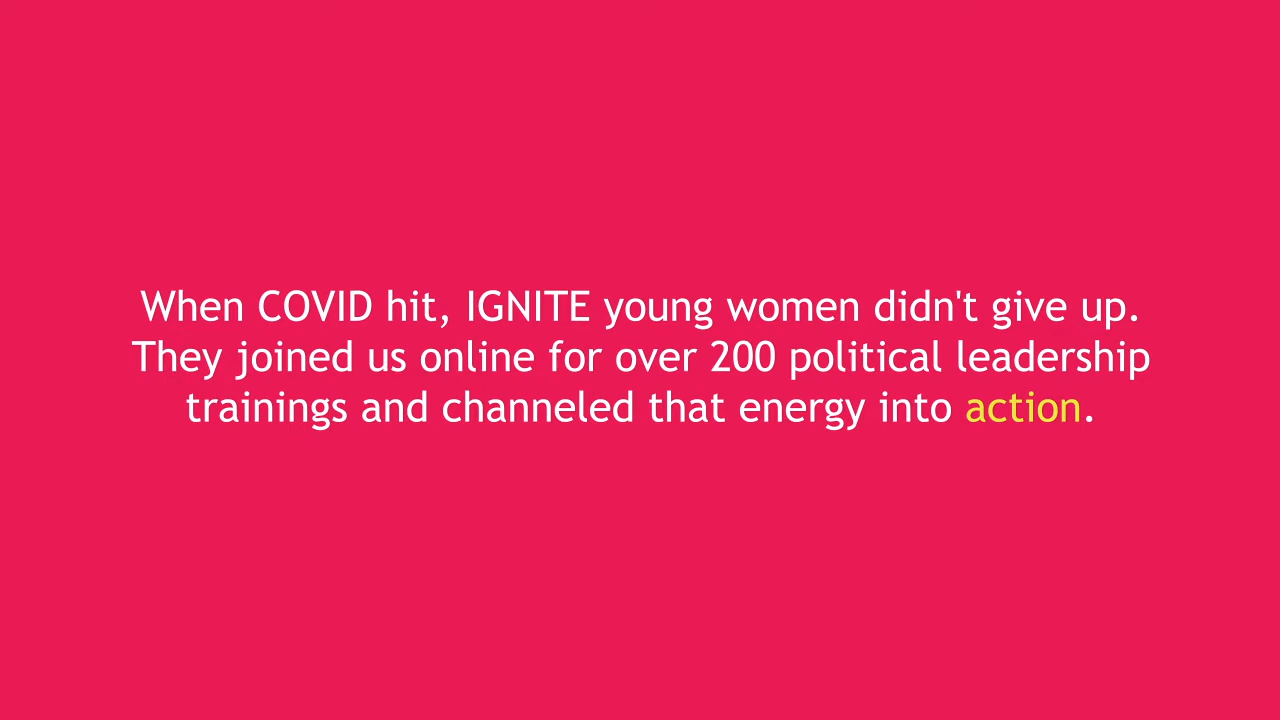 When COVID hit, IGNITE young women didn't give up.
They joined us online for over 200 political leadership
trainings and channeled that energy into action.